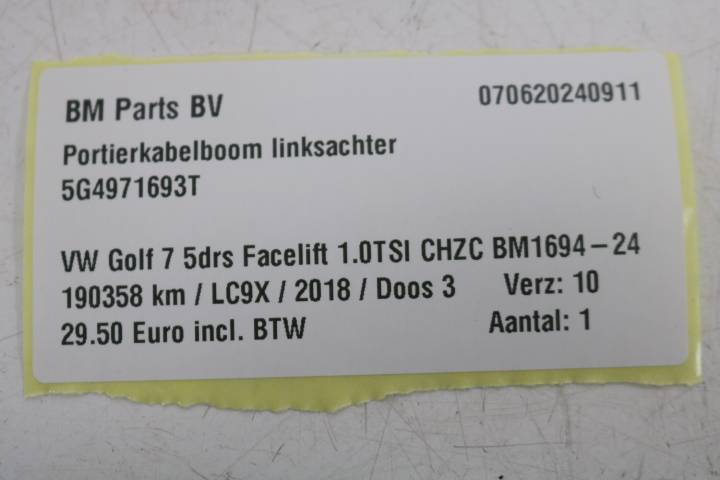 BM Parts BV 070620240911
Portierkabelboom linksachter
5G4971693T
VW Golf 7 5drs Facelift 1.0TSI CHZC BM1694-24
190358 km / LC9X / 2018 / Doos 3 Verz: 10
29.50 Euro incl. BTW Aantal: 1